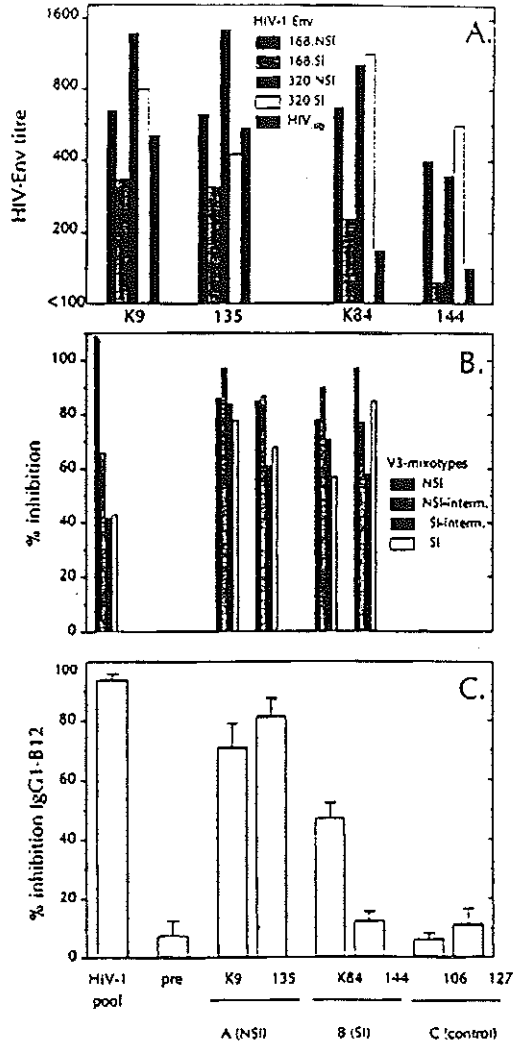 1600
800
400
200
<100
HIV-Env titre
HIV-1 Env
168.NSI
168.SI
320 NSI
320 SI
A.
K9 135 K84 144
100
80
60
40
20
0
% inhibition
B.
V3-mixotypes
NSI
NSI-interm.
SI-interm.
SI
100
80
60
40
20
0
% inhibition IgG1-B12
C.
HIV-1 pool pre K9 135 K84 144 106 127
A (NSI) B (SI) C (control)